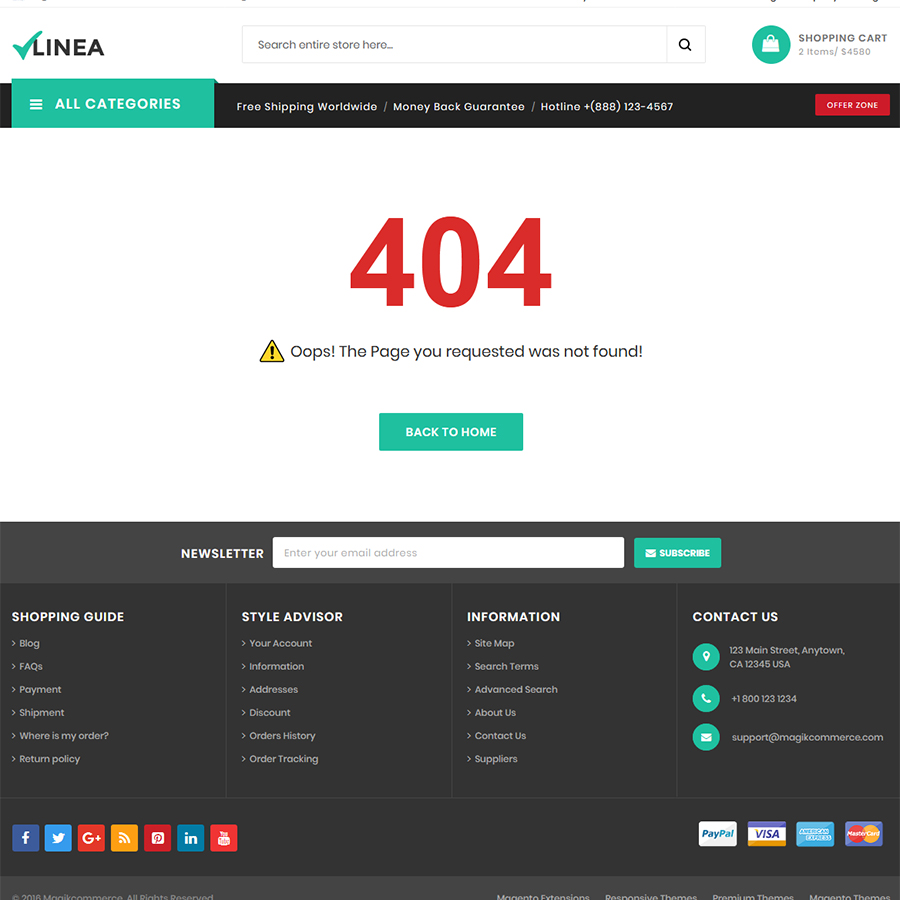 LINEA
Search entire store here...
SHOPPING CART
2 Items/ $4580
ALL CATEGORIES
Free Shipping Worldwide / Money Back Guarantee / Hotline +(888) 123-4567
OFFER ZONE
404
Oops! The Page you requested was not found!
BACK TO HOME
NEWSLETTER
Enter your email address
SUBSCRIBE
SHOPPING GUIDE
> Blog
> FAQs
> Payment
> Shipment
> Where is my order?
> Return policy
STYLE ADVISOR
> Your Account
> Information
> Addresses
> Discount
> Orders History
> Order Tracking
INFORMATION
> Site Map
> Search Terms
> Advanced Search
> About Us
> Contact Us
> Suppliers
CONTACT US
123 Main Street, Anytown,
CA 12345 USA
+1 800 123 1234
support@magikcommerce.com
f G+ in You Tube
PayPal VISA AMERICAN EXPRESS MasterCard
© 2016 Magikcommerce. All Rights Reserved.
Magento Extensions Responsive Themes Premium Themes Magento Themes